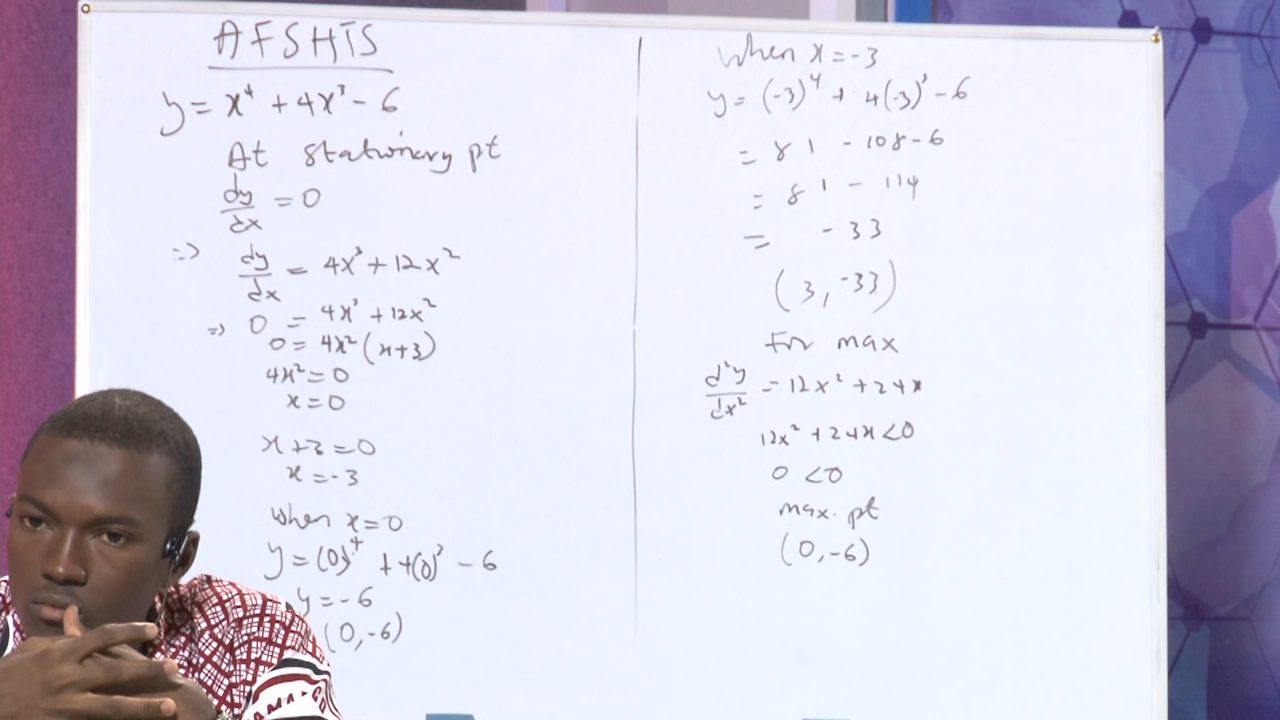 AFSHTS
y = x⁴ + 4x³ - 6
At stationary pt
dy/dx = 0
=> dy/dx = 4x³ + 12x²
=> 0 = 4x³ + 12x²
0 = 4x² (x+3)
4x² = 0
x = 0
x + 3 = 0
x = -3
when x = 0
y = (0)⁴ + 4(0)³ - 6
y = -6
(0, -6)
when x = -3
y = (-3)⁴ + 4(-3)³ - 6
= 81 - 108 - 6
= 81 - 114
= -33
(3, -33)
For max
d²y/dx² = 12x² + 24x
12x² + 24x < 0
0 < 0
max. pt
(0, -6)